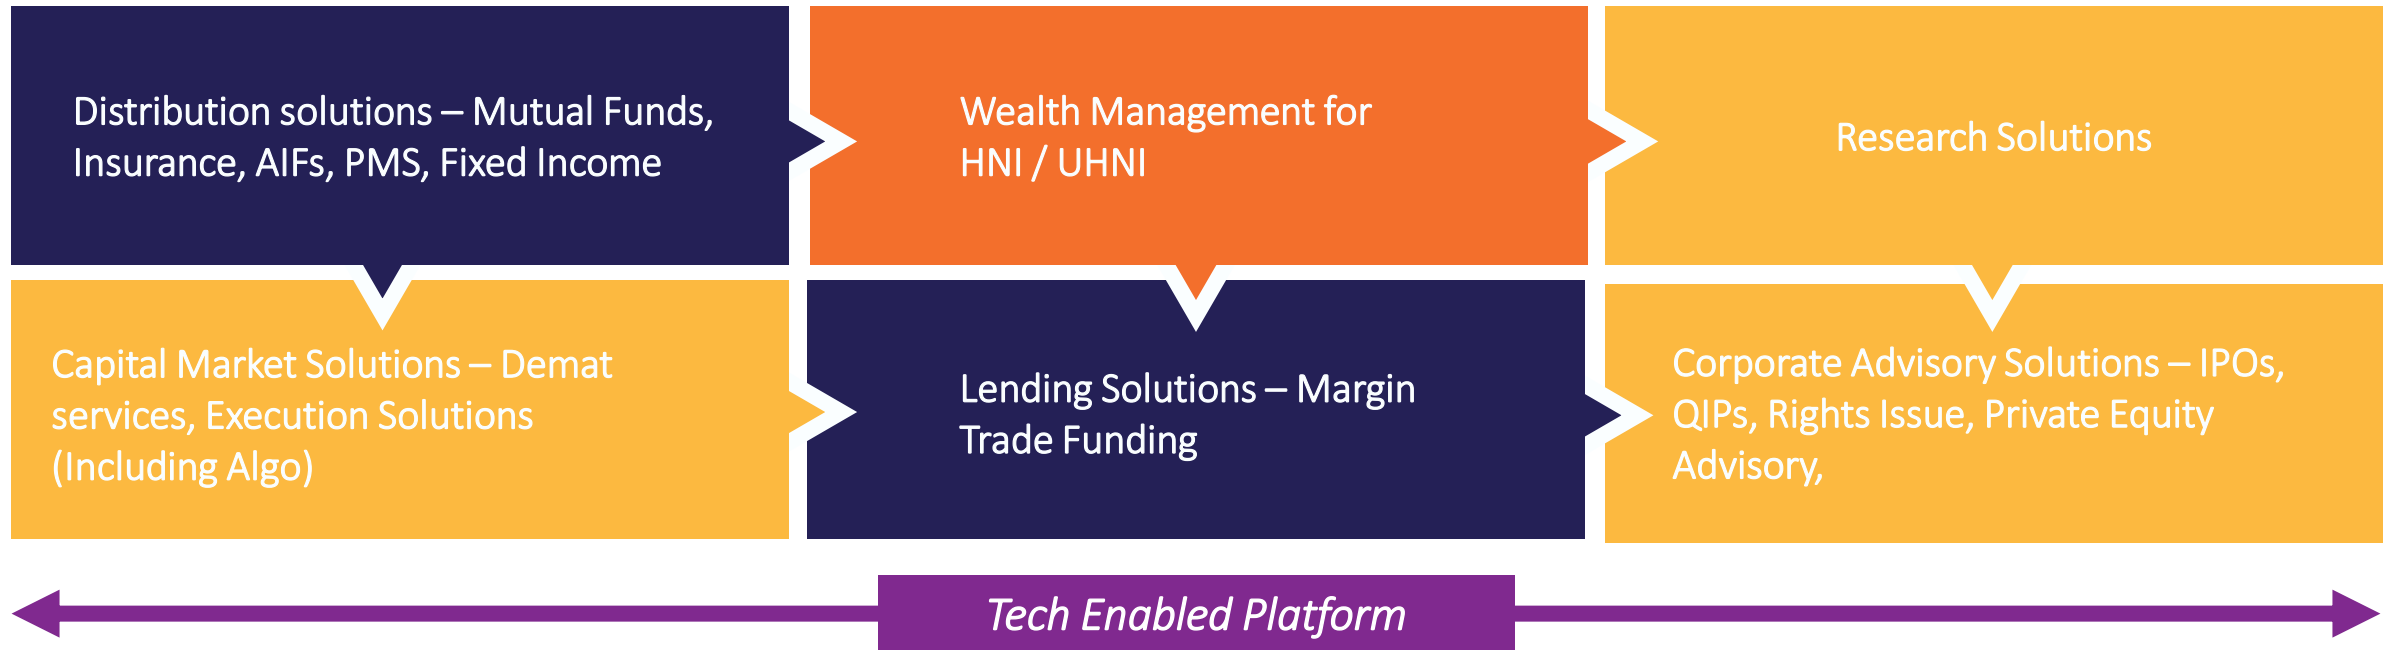 Distribution solutions – Mutual Funds,
Insurance, AIFs, PMS, Fixed Income
Wealth Management for
HNI / UHNI
Research Solutions
Capital Market Solutions – Demat
services, Execution Solutions
(Including Algo)
Lending Solutions – Margin
Trade Funding
Corporate Advisory Solutions – IPOs,
QIPs, Rights Issue, Private Equity
Advisory,
Tech Enabled Platform